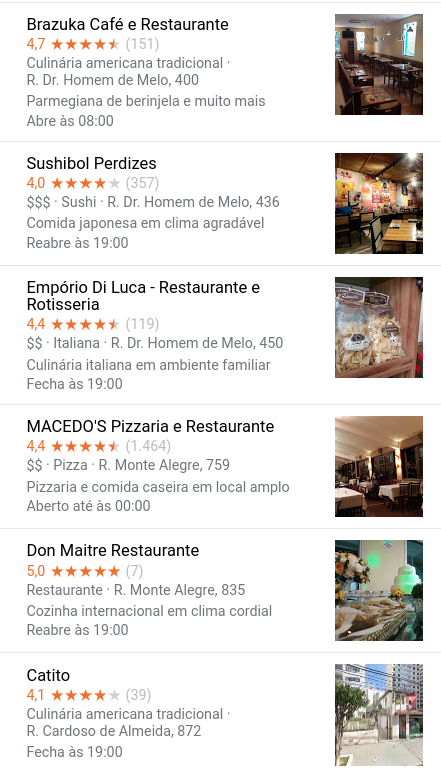 Brazuka Café e Restaurante
4,7 ★★★★★ (151)
Culinária americana tradicional ·
R. Dr. Homem de Melo, 400
Parmegiana de berinjela e muito mais
Abre às 08:00
Sushibol Perdizes
4,0 ★★★★★ (357)
$$$ · Sushi · R. Dr. Homem de Melo, 436
Comida japonesa em clima agradável
Reabre às 19:00
Empório Di Luca - Restaurante e
Rotisseria
4,4 ★★★★★ (119)
$$ · Italiana · R. Dr. Homem de Melo, 450
Culinária italiana em ambiente familiar
Fecha às 19:00
MACEDO'S Pizzaria e Restaurante
4,4 ★★★★★ (1.464)
$$ · Pizza · R. Monte Alegre, 759
Pizzaria e comida caseira em local amplo
Aberto até às 00:00
Don Maitre Restaurante
5,0 ★★★★★ (7)
Restaurante · R. Monte Alegre, 835
Cozinha internacional em clima cordial
Reabre às 19:00
Catito
4,1 ★★★★★ (39)
Culinária americana tradicional ·
R. Cardoso de Almeida, 872
Fecha às 19:00